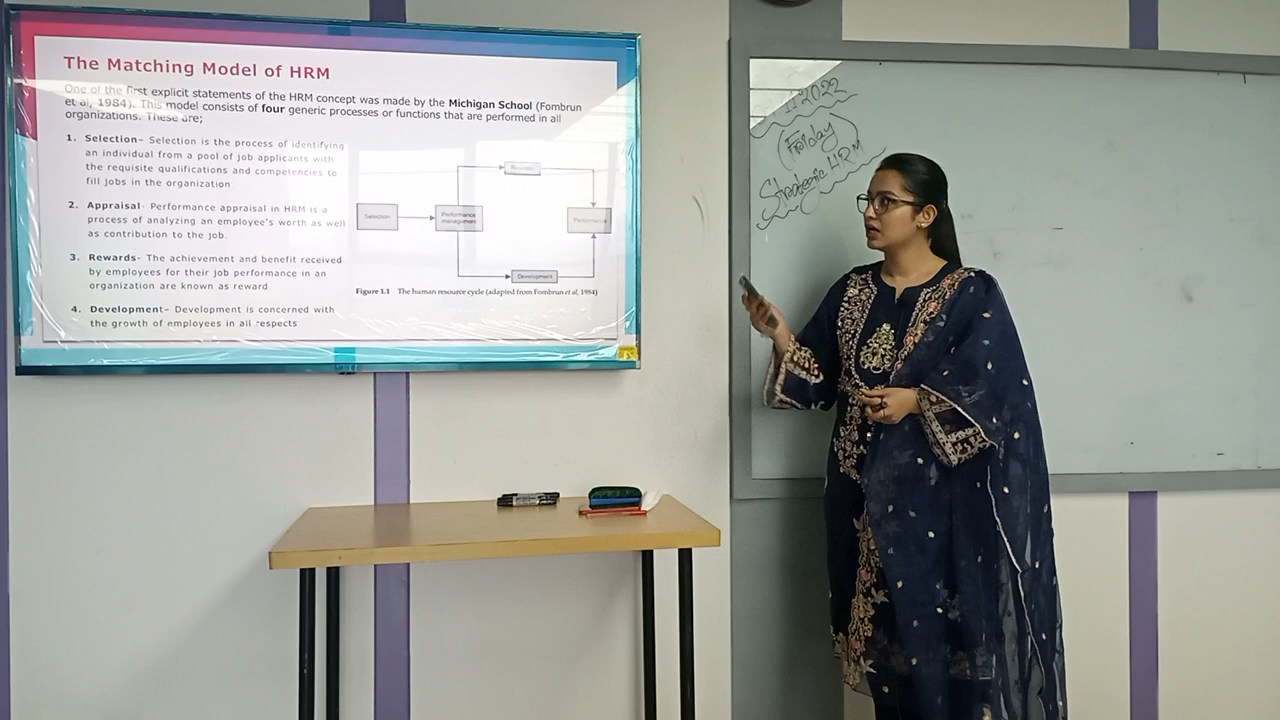 The Matching Model of HRM
One of the first explicit statements of the HRM concept was made by the Michigan School (Fombrun
et al, 1984). This model consists of four generic processes or functions that are performed in all
organizations. These are;
1. Selection– Selection is the process of identifying
an individual from a pool of job applicants with
the requisite qualifications and competencies to
fill jobs in the organization
2. Appraisal- Performance appraisal in HRM is a
process of analyzing an employee's worth as well
as contribution to the job.
3. Rewards- The achievement and benefit received
by employees for their job performance in an
organization are known as reward
4. Development– Development is concerned with
the growth of employees in all respects
Selection
Performance
management
Rewards
Performance
Development
Figure 1.1 The human resource cycle (adapted from Fombrun et al, 1984)
2022
(Friday)
Strategic HRM